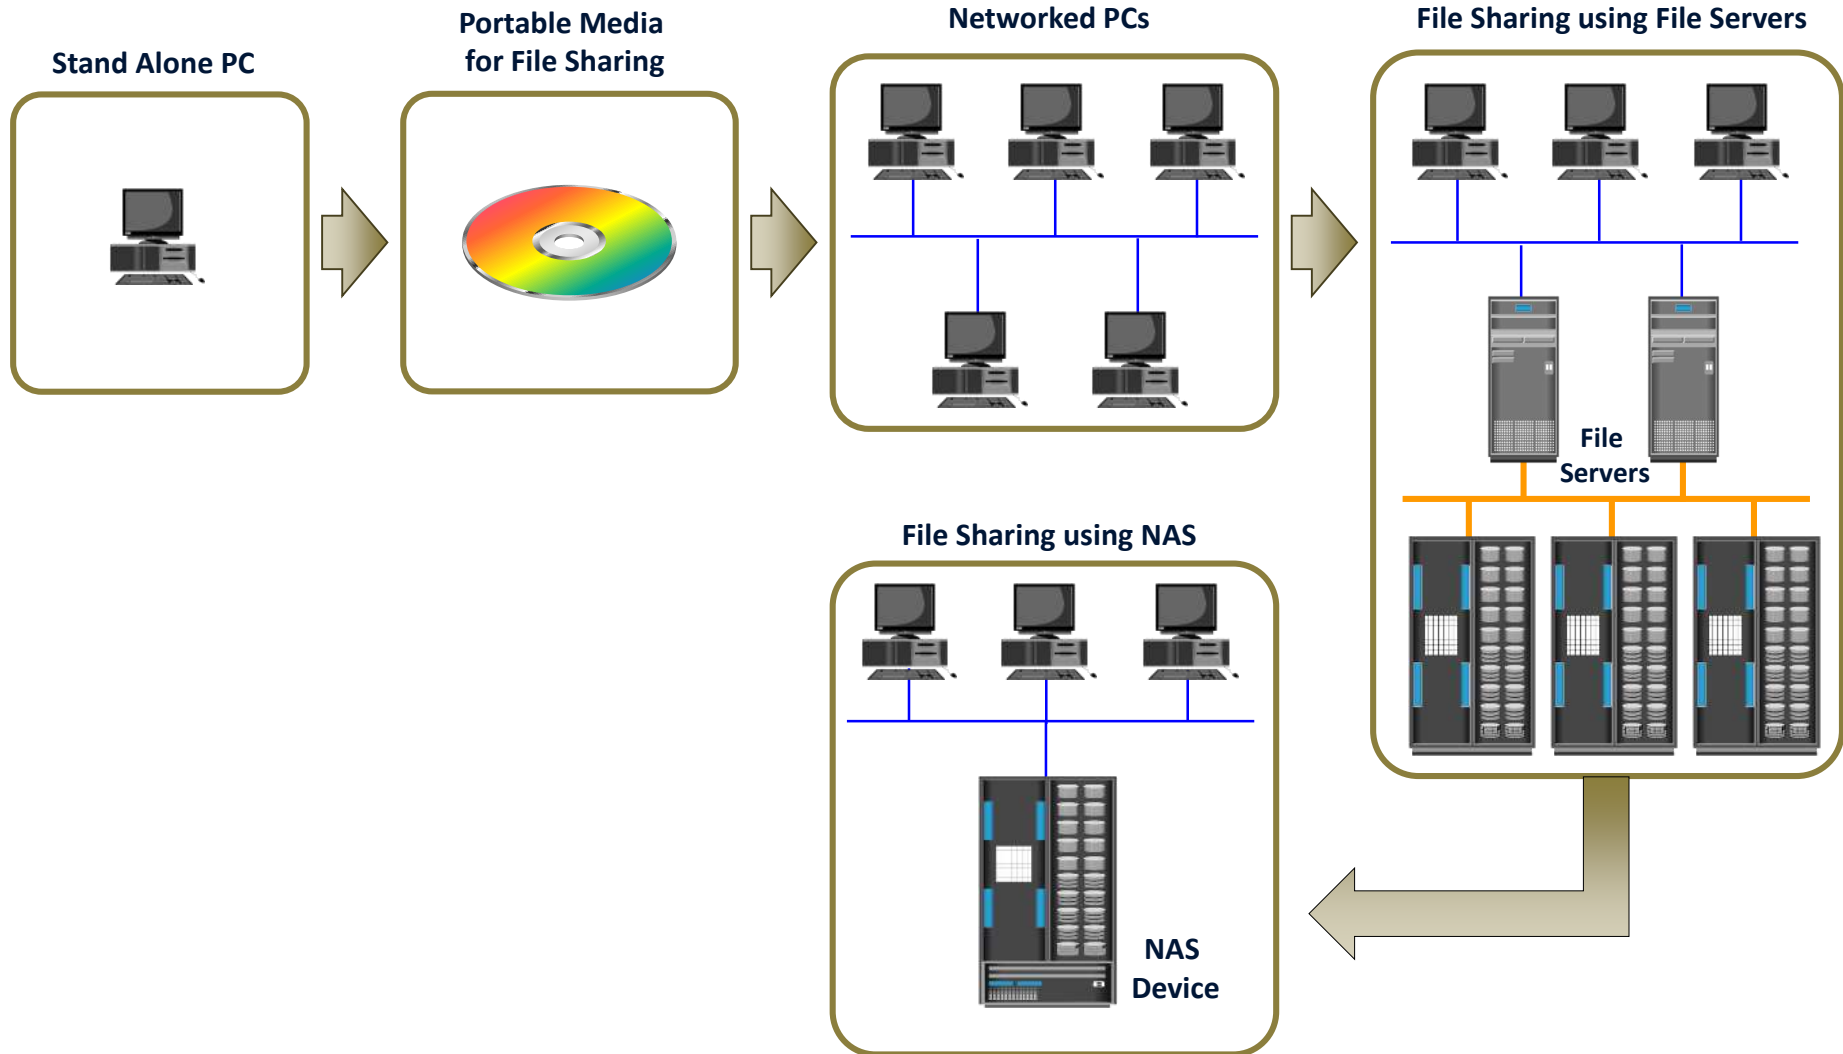 Stand Alone PC
Portable Media
for File Sharing
Networked PCs
File Sharing using File Servers
File
Servers
File Sharing using NAS
NAS
Device